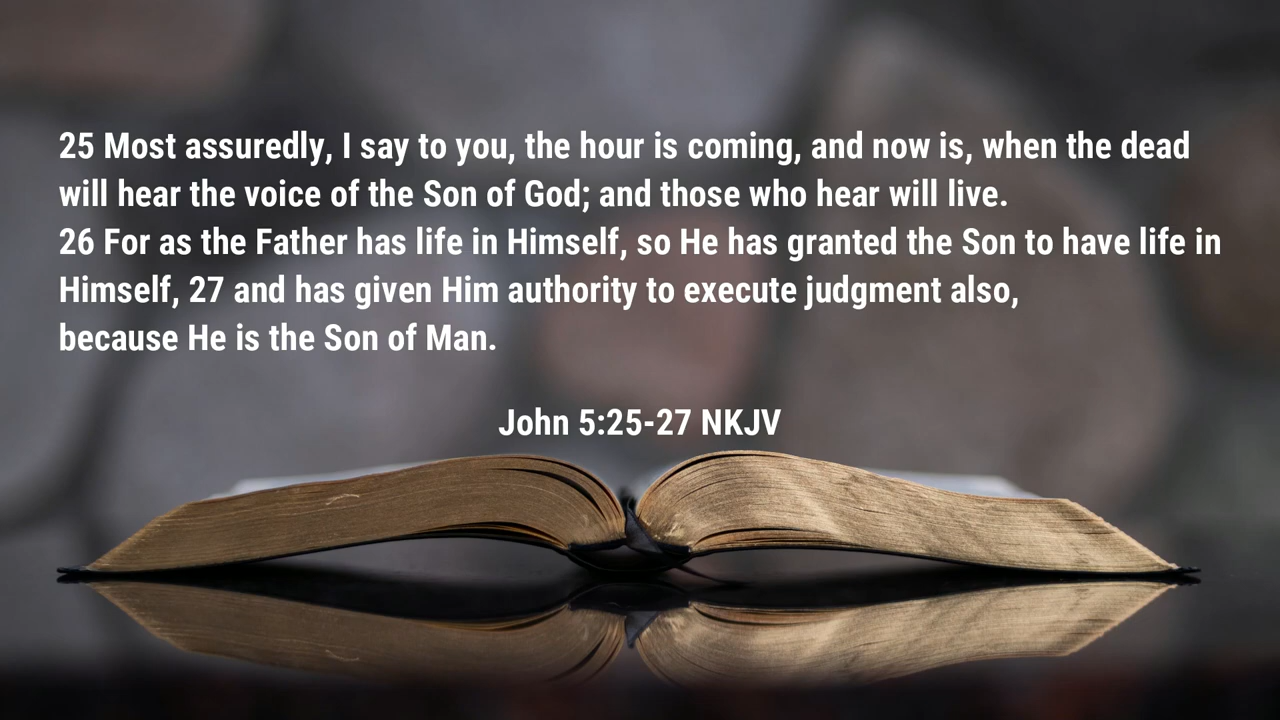 25 Most assuredly, I say to you, the hour is coming, and now is, when the dead
will hear the voice of the Son of God; and those who hear will live.
26 For as the Father has life in Himself, so He has granted the Son to have life in
Himself, 27 and has given Him authority to execute judgment also,
because He is the Son of Man.
John 5:25-27 NKJV